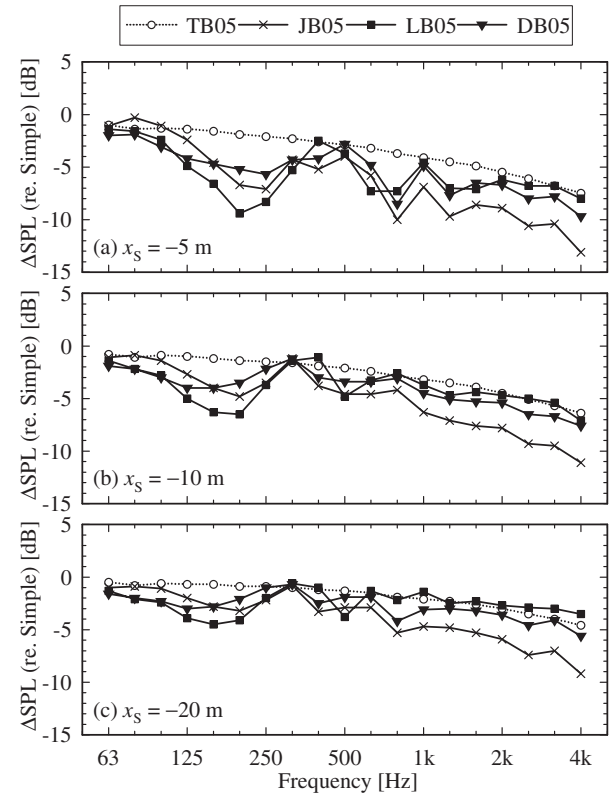 TB05 JB05 LB05 DB05
5
0
-5
-10
-15
ΔSPL (re. Simple) [dB]
(a) xS = −5 m
5
0
-5
-10
-15
ΔSPL (re. Simple) [dB]
(b) xS = −10 m
5
0
-5
-10
-15
ΔSPL (re. Simple) [dB]
(c) xS = −20 m
63 125 250 500 1k 2k 4k
Frequency [Hz]